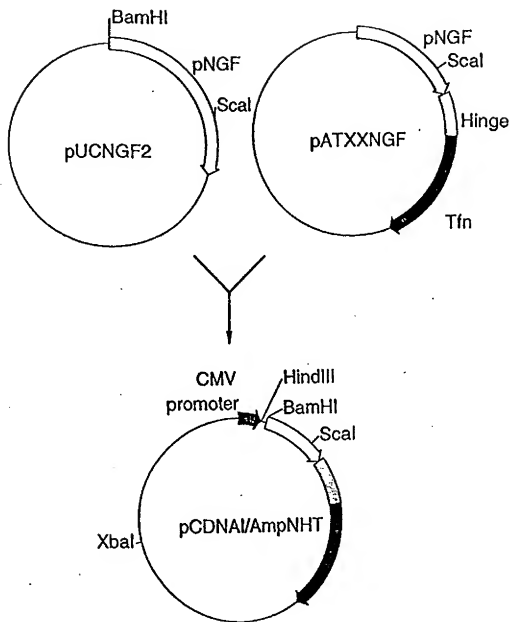 BamHI
pNGF
ScaI
pUCNGF2
pNGF
ScaI
Hinge
pATXXNGF
Tfn
CMV
promoter
HindIII
BamHI
ScaI
XbaI
pCDNAI/AmpNHT